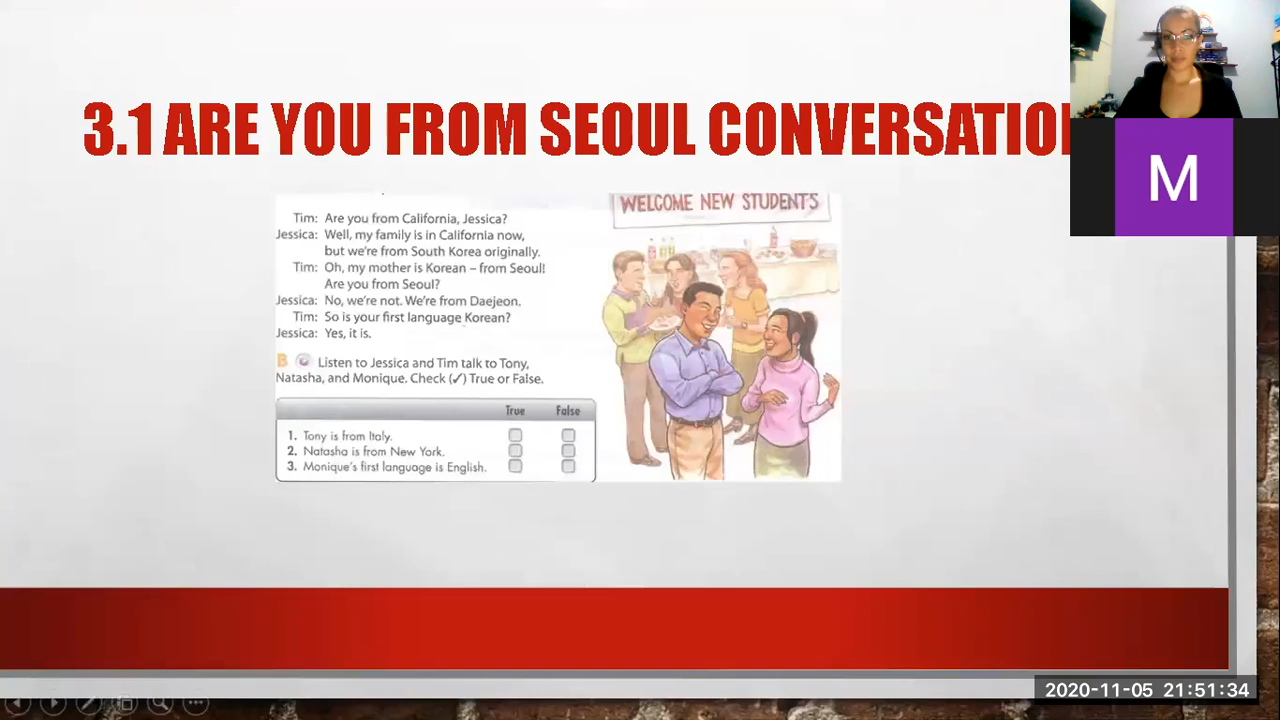 3.1 ARE YOU FROM SEOUL CONVERSATIO
M
WELCOME NEW STUDENTS
Tim: Are you from California, Jessica?
Jessica: Well, my family is in California now,
but we're from South Korea originally.
Tim: Oh, my mother is Korean – from Seoul!
Are you from Seoul?
Jessica: No, we're not. We're from Daejeon.
Tim: So is your first language Korean?
Jessica: Yes, it is.
B Listen to Jessica and Tim talk to Tony,
Natasha, and Monique. Check (✓) True or False.
True False
1. Tony is from Italy.
2. Natasha is from New York.
3. Monique's first language is English.
2020-11-05 21:51:34